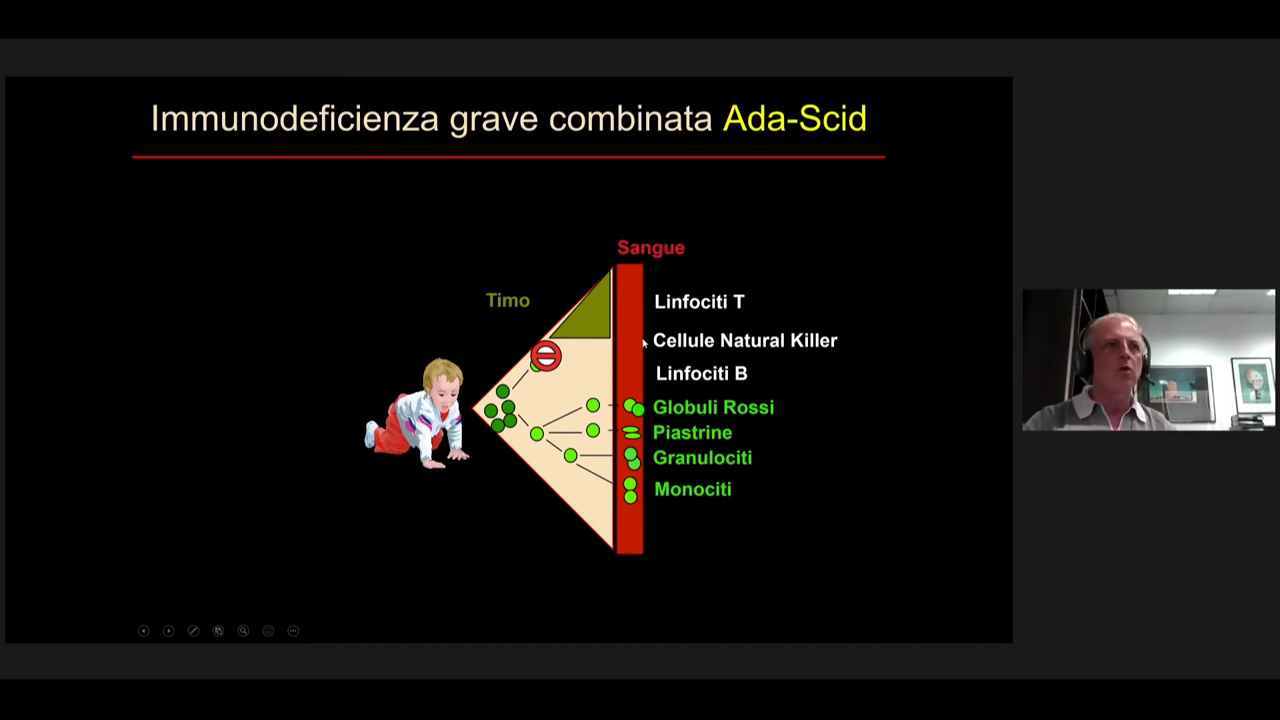 Immunodeficienza grave combinata Ada-Scid
Sangue
Timo
Linfociti T
Cellule Natural Killer
Linfociti B
Globuli Rossi
Piastrine
Granulociti
Monociti